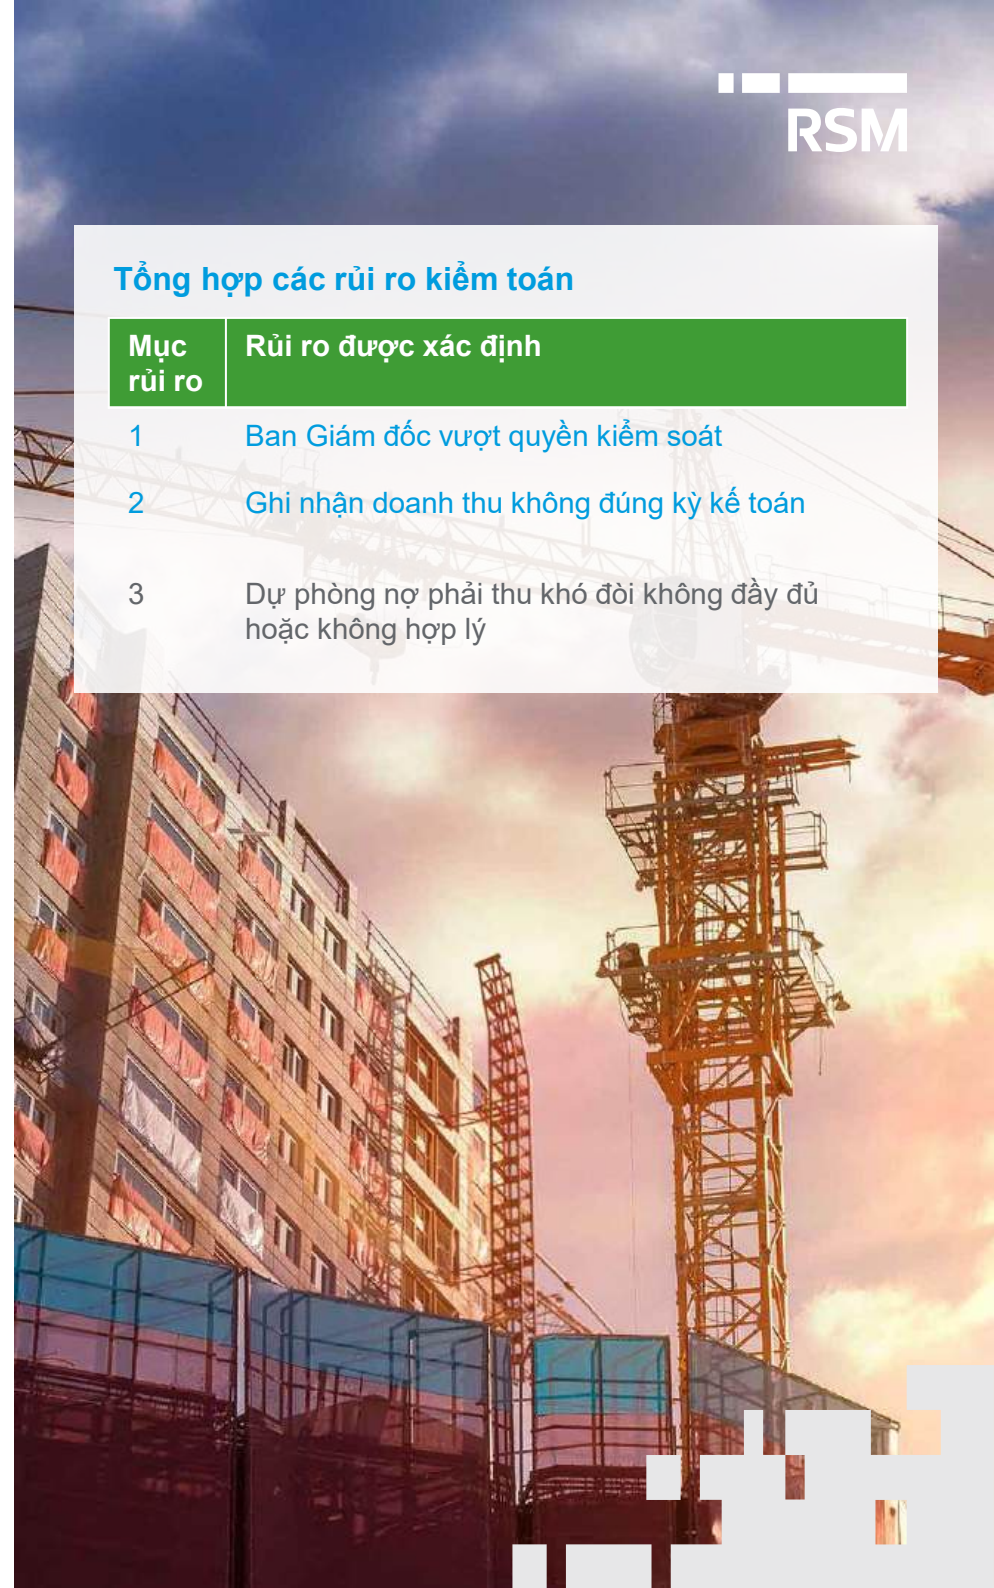 RSM
Tổng hợp các rủi ro kiểm toán
Mục rủi ro
Rủi ro được xác định
1 Ban Giám đốc vượt quyền kiểm soát
2 Ghi nhận doanh thu không đúng kỳ kế toán
3 Dự phòng nợ phải thu khó đòi không đầy đủ
hoặc không hợp lý